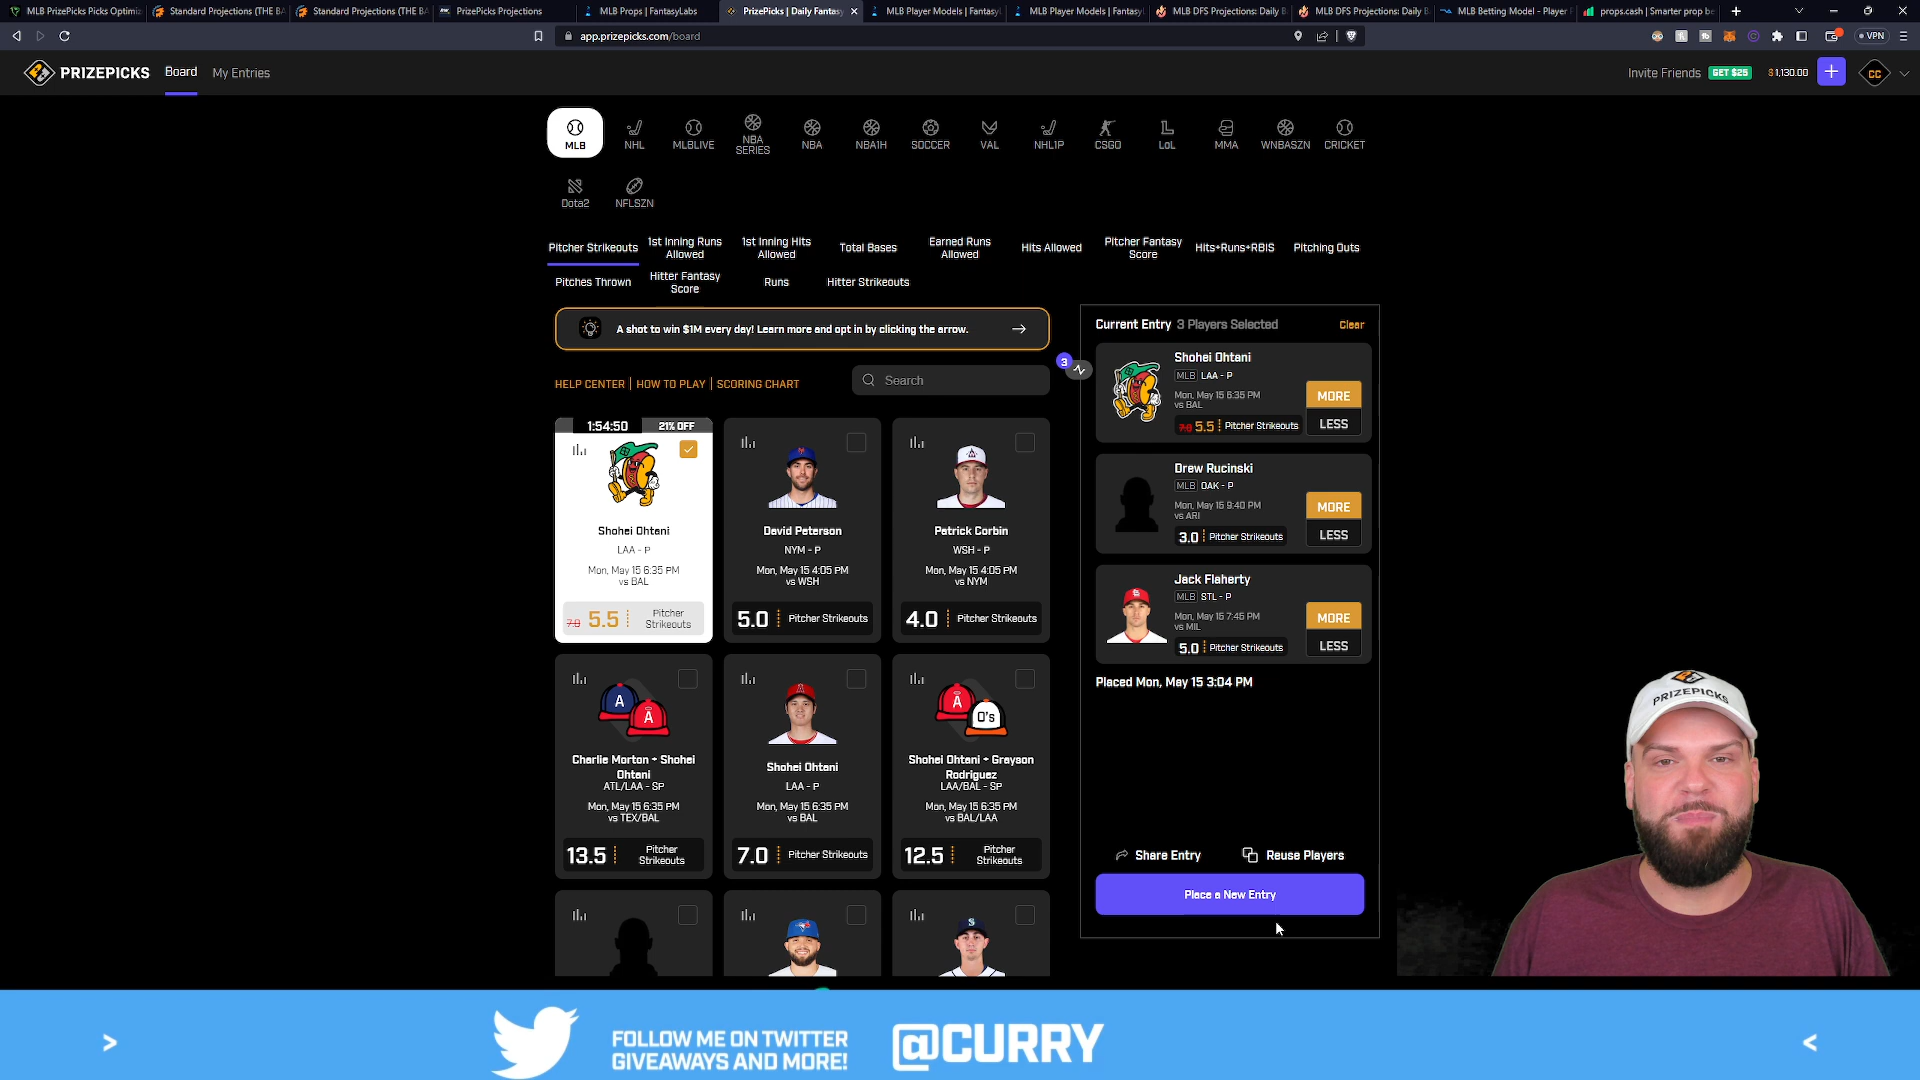 MLB PrizePicks Picks Optimiz
Standard Projections (THE BA
Standard Projections (THE BA
PrizePicks Projections
MLB Props | FantasyLabs
PrizePicks | Daily Fantas
MLB Player Models | Fantasy
MLB Player Models | Fantasy
MLB DFS Projections: Daily B
MLB DFS Projections: Daily B
MLB Betting Model - Player
props.cash | Smarter prop be
app.prizepicks.com/board
VPN
PRIZEPICKS
Board
My Entries
Invite Friends
GET $25
$1,130.00
CC
MLB
NHL
MLBLIVE
NBA
SERIES
NBA
NBA1H
SOCCER
VAL
NHL1P
CSGO
LoL
MMA
WNBASZN
CRICKET
Dota2
NFLSZN
Pitcher Strikeouts
1st Inning Runs
Allowed
1st Inning Hits
Allowed
Total Bases
Earned Runs
Allowed
Hits Allowed
Pitcher Fantasy
Score
Hits+Runs+RBIS
Pitching Outs
Pitches Thrown
Hitter Fantasy
Score
Runs
Hitter Strikeouts
A shot to win $1M every day! Learn more and opt in by clicking the arrow.
HELP CENTER | HOW TO PLAY | SCORING CHART
Search
1:54:50
21% OFF
Shohei Ohtani
LAA - P
Mon, May 15 6:35 PM
vs BAL
7.0 5.5
Pitcher
Strikeouts
David Peterson
NYM - P
Mon, May 15 4:05 PM
vs WSH
5.0 Pitcher Strikeouts
Patrick Corbin
WSH - P
Mon, May 15 4:05 PM
vs NYM
4.0 Pitcher Strikeouts
A
A
Charlie Morton + Shohei
Ohtani
ATL/LAA - SP
Mon, May 15 6:35 PM
vs TEX/BAL
13.5
Pitcher
Strikeouts
Shohei Ohtani
LAA - P
Mon, May 15 6:35 PM
vs BAL
7.0 Pitcher Strikeouts
A
O's
Shohei Ohtani + Grayson
Rodriguez
LAA/BAL - SP
Mon, May 15 6:35 PM
vs BAL/LAA
12.5
Pitcher
Strikeouts
3
Current Entry 3 Players Selected
Clear
Shohei Ohtani
MLB LAA - P
Mon, May 15 6:35 PM
vs BAL
7.0 5.5 Pitcher Strikeouts
MORE
LESS
Drew Rucinski
MLB OAK - P
Mon, May 15 9:40 PM
vs ARI
3.0 Pitcher Strikeouts
MORE
LESS
Jack Flaherty
MLB STL - P
Mon, May 15 7:45 PM
vs MIL
5.0 Pitcher Strikeouts
MORE
LESS
Placed Mon, May 15 3:04 PM
Share Entry
Reuse Players
Place a New Entry
PRIZEPICKS
>
FOLLOW ME ON TWITTER
GIVEAWAYS AND MORE!
@CURRY
<